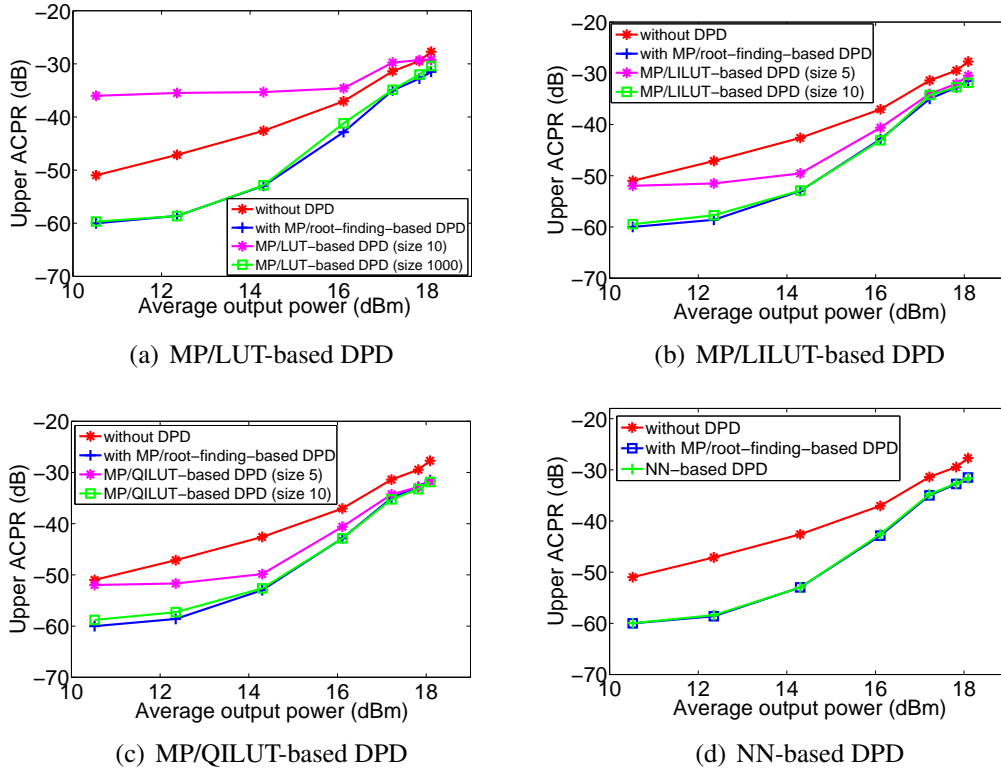 −20
−30
−40
−50
−60
−70
Upper ACPR (dB)
10
12
14
16
18
Average output power (dBm)
without DPD
with MP/root−finding−based DPD
MP/LUT−based DPD (size 10)
MP/LUT−based DPD (size 1000)
(a) MP/LUT-based DPD
−20
−30
−40
−50
−60
−70
Upper ACPR (dB)
10
12
14
16
18
Average output power (dBm)
without DPD
with MP/root−finding−based DPD
MP/LILUT−based DPD (size 5)
MP/LILUT−based DPD (size 10)
(b) MP/LILUT-based DPD
−20
−30
−40
−50
−60
−70
Upper ACPR (dB)
10
12
14
16
18
Average output power (dBm)
without DPD
with MP/root−finding−based DPD
MP/QILUT−based DPD (size 5)
MP/QILUT−based DPD (size 10)
(c) MP/QILUT-based DPD
−20
−30
−40
−50
−60
−70
Upper ACPR (dB)
10
12
14
16
18
Average output power (dBm)
without DPD
with MP/root−finding−based DPD
NN−based DPD
(d) NN-based DPD